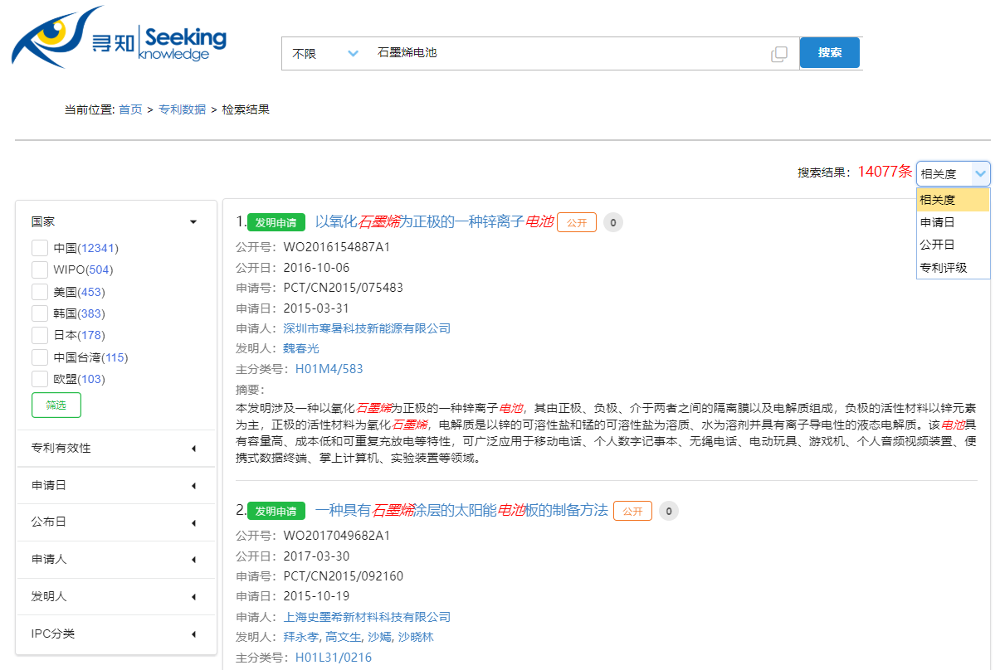 寻知 Seeking knowledge
不限 石墨烯电池 搜索
当前位置: 首页 > 专利数据 > 检索结果
搜索结果: 14077条 相关度
相关度
申请日
公开日
专利评级
国家
中国(12341)
WIPO(504)
美国(453)
韩国(383)
日本(178)
中国台湾(115)
欧盟(103)
筛选
专利有效性
申请日
公布日
申请人
发明人
IPC分类
1. 发明申请 以氧化石墨烯为正极的一种锌离子电池 公开 0
公开号: WO2016154887A1
公开日: 2016-10-06
申请号: PCT/CN2015/075483
申请日: 2015-03-31
申请人: 深圳市寒暑科技新能源有限公司
发明人: 魏春光
主分类号: H01M4/583
摘要:
本发明涉及一种以氧化石墨烯为正极的一种锌离子电池，其由正极、负极、介于两者之间的隔离膜以及电解质组成，负极的活性材料以锌元素
为主，正极的活性材料为氧化石墨烯，电解质是以锌的可溶性盐和锰的可溶性盐为溶质、水为溶剂并具有离子导电性的液态电解质。该电池具
有容量高、成本低和可重复充放电等特性，可广泛应用于移动电话、个人数字记事本、无绳电话、电动玩具、游戏机、个人音频视频装置、便
携式数据终端、掌上计算机、实验装置等领域。
2. 发明申请 一种具有石墨烯涂层的太阳能电池板的制备方法 公开 0
公开号: WO2017049682A1
公开日: 2017-03-30
申请号: PCT/CN2015/092160
申请日: 2015-10-19
申请人: 上海史墨希新材料科技有限公司
发明人: 拜永孝, 高文生, 沙嫣, 沙晓林
主分类号: H01L31/0216